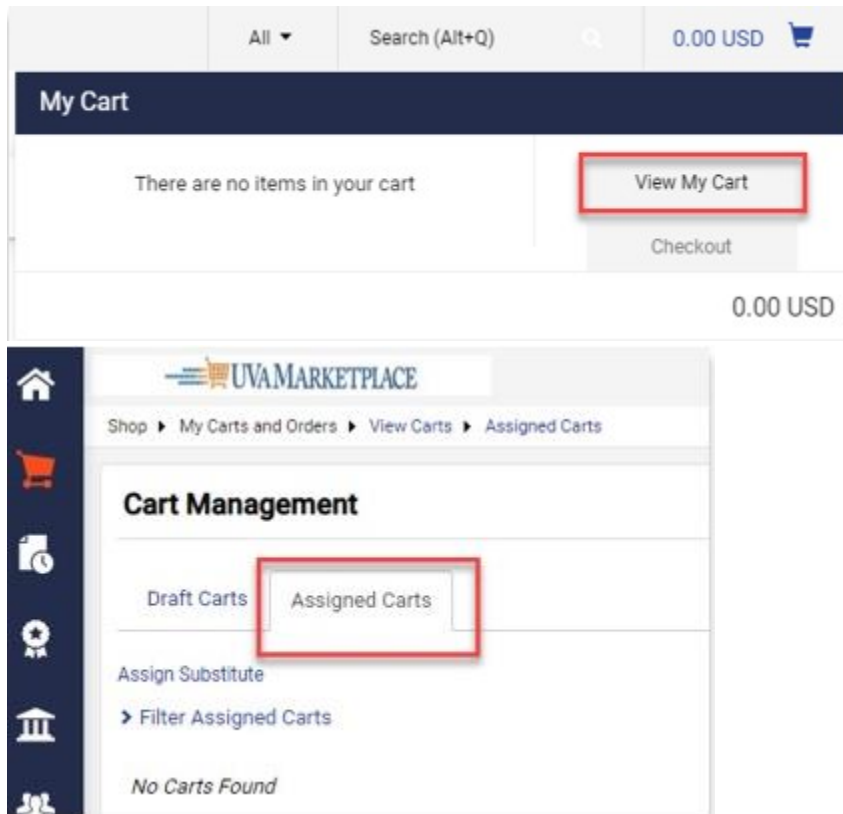 All Search (Alt+Q) 0.00 USD
My Cart
There are no items in your cart View My Cart
Checkout
0.00 USD
UVAMARKETPLACE
Shop My Carts and Orders View Carts Assigned Carts
Cart Management
Draft Carts Assigned Carts
Assign Substitute
Filter Assigned Carts
No Carts Found